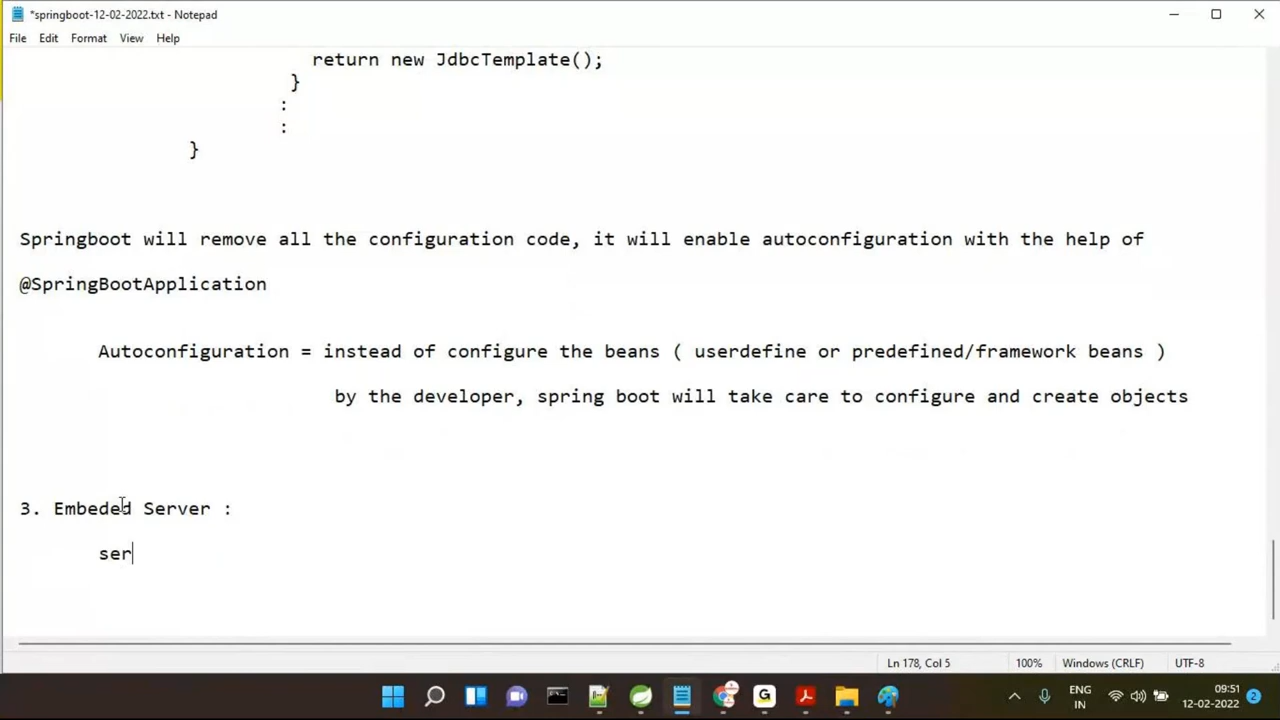 *springboot-12-02-2022.txt - Notepad
File Edit Format View Help
return new JdbcTemplate();
}
:
:
}
Springboot will remove all the configuration code, it will enable autoconfiguration with the help of
@SpringBootApplication
Autoconfiguration = instead of configure the beans ( userdefine or predefined/framework beans )
by the developer, spring boot will take care to configure and create objects
3. Embeded Server :
ser
Ln 178, Col 5 100% Windows (CRLF) UTF-8
ENG 09:51
IN 12-02-2022 2